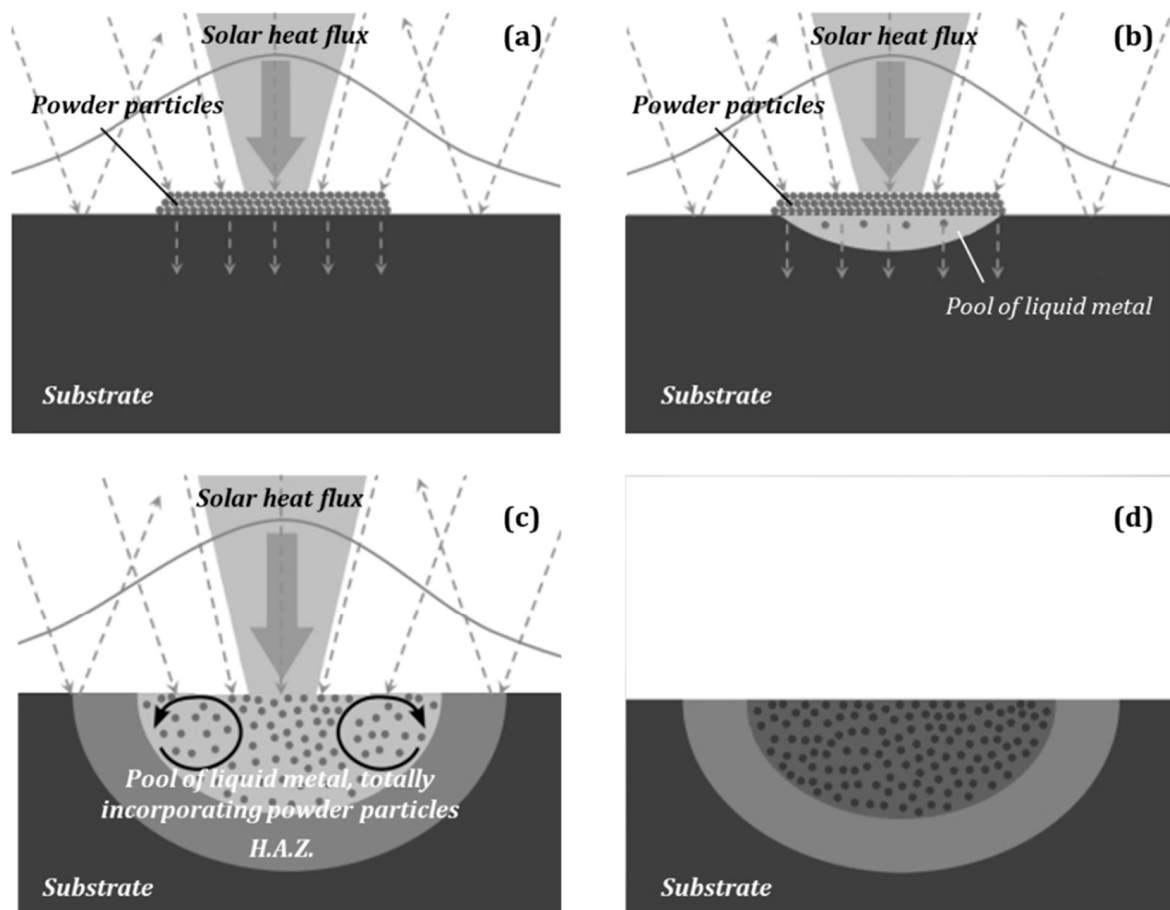 Solar heat flux
(a)
Powder particles
Substrate
Solar heat flux
(b)
Powder particles
Pool of liquid metal
Substrate
Solar heat flux
(c)
Pool of liquid metal, totally
incorporating powder particles
H.A.Z.
Substrate
(d)